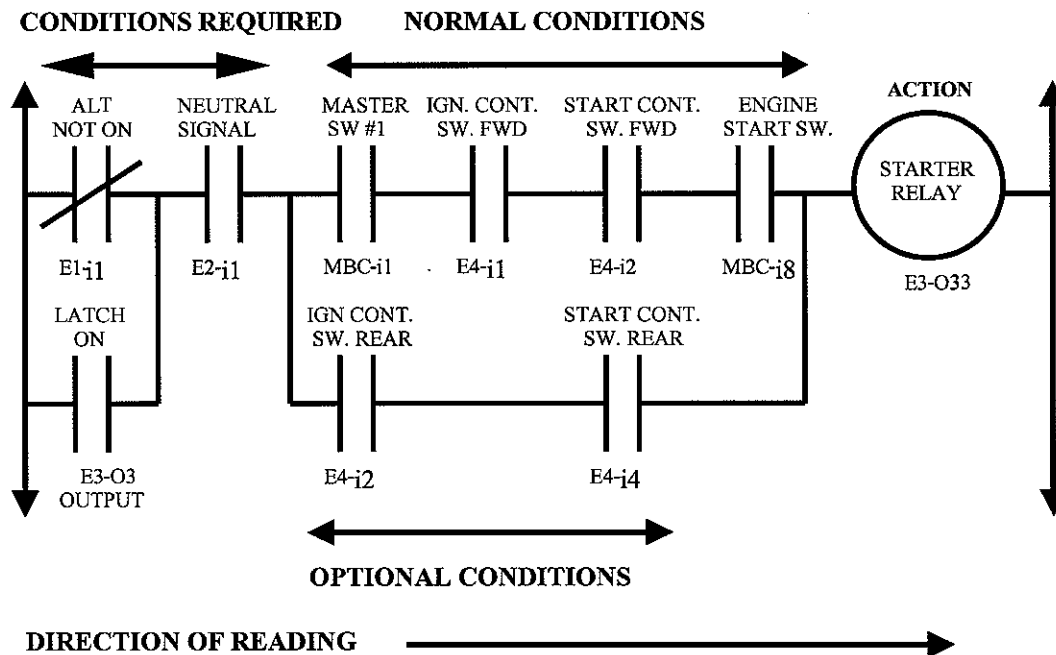 CONDITIONS REQUIRED
NORMAL CONDITIONS
ALT
NOT ON
NEUTRAL
SIGNAL
MASTER
SW #1
IGN. CONT.
SW. FWD
START CONT.
SW. FWD
ENGINE
START SW.
ACTION
STARTER
RELAY
E1-i1
E2-i1
MBC-i1
E4-i1
E4-i2
MBC-i8
E3-O33
LATCH
ON
IGN CONT.
SW. REAR
START CONT.
SW. REAR
E3-O3
OUTPUT
E4-i2
E4-i4
OPTIONAL CONDITIONS
DIRECTION OF READING